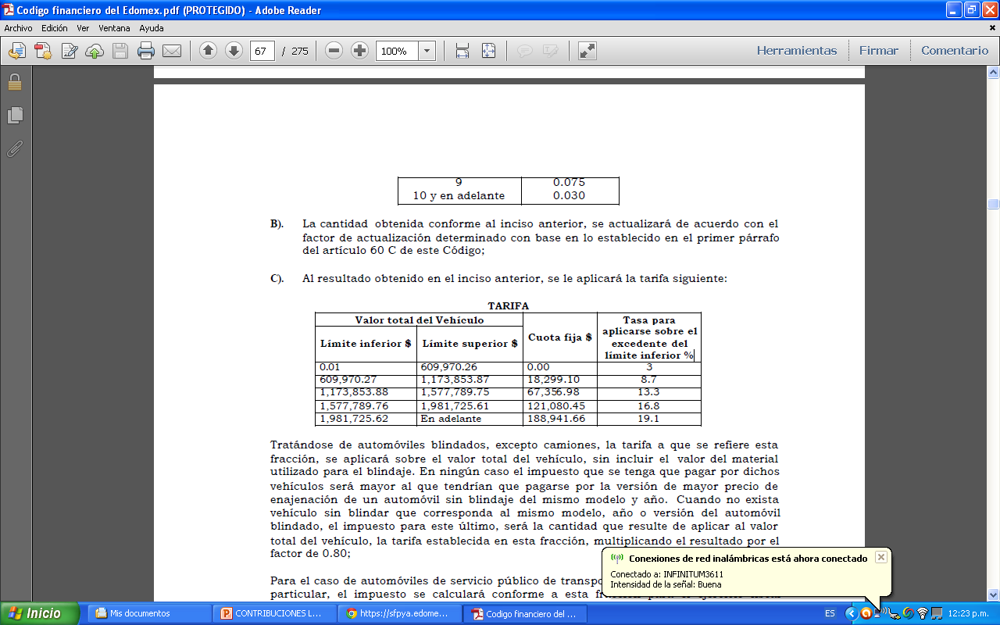 Codigo financiero del Edomex.pdf (PROTEGIDO) - Adobe Reader
Archivo Edición Ver Ventana Ayuda
67 / 275 100% Herramientas Firmar Comentario
9 0.075
10 y en adelante 0.030
B). La cantidad obtenida conforme al inciso anterior, se actualizará de acuerdo con el
factor de actualización determinado con base en lo establecido en el primer párrafo
del artículo 60 C de este Código;
C). Al resultado obtenido en el inciso anterior, se le aplicará la tarifa siguiente:
TARIFA
Valor total del Vehículo
Límite inferior $ Límite superior $ Cuota fija $
Tasa para
aplicarse sobre el
excedente del
límite inferior %
0.01 609,970.26 0.00 3
609,970.27 1,173,853.87 18,299.10 8.7
1,173,853.88 1,577,789.75 67,356.98 13.3
1,577,789.76 1,981,725.61 121,080.45 16.8
1,981,725.62 En adelante 188,941.66 19.1
Tratándose de automóviles blindados, excepto camiones, la tarifa a que se refiere esta
fracción, se aplicará sobre el valor total del vehículo, sin incluir el valor del material
utilizado para el blindaje. En ningún caso el impuesto que se tenga que pagar por dichos
vehículos será mayor al que tendrían que pagarse por la versión de mayor precio de
enajenación de un automóvil sin blindaje del mismo modelo y año. Cuando no exista
vehículo sin blindar que corresponda al mismo modelo, año o versión del automóvil
blindado, el impuesto para este último, será la cantidad que resulte de aplicar al valor
total del vehículo, la tarifa establecida en esta fracción, multiplicando el resultado por el
factor de 0.80;
Para el caso de automóviles de servicio público de transpo
particular, el impuesto se calculará conforme a esta
Conexiones de red inalámbricas está ahora conectado
Conectado a: INFINITUM3611
Intensidad de la señal: Buena
Inicio Mis documentos CONTRIBUCIONES L... https://sfpya.edome... Codigo financiero del ... ES 12:23 p.m.